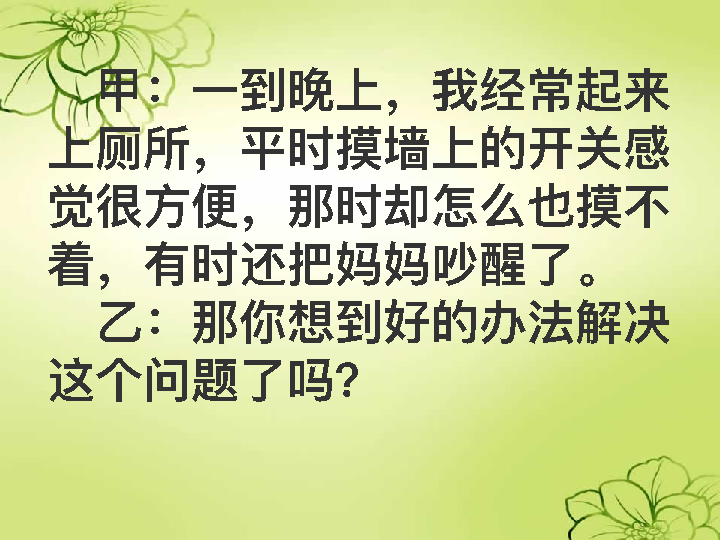 甲：一到晚上，我经常起来
上厕所，平时摸墙上的开关感
觉很方便，那时却怎么也摸不
着，有时还把妈妈吵醒了。
乙：那你想到好的办法解决
这个问题了吗?